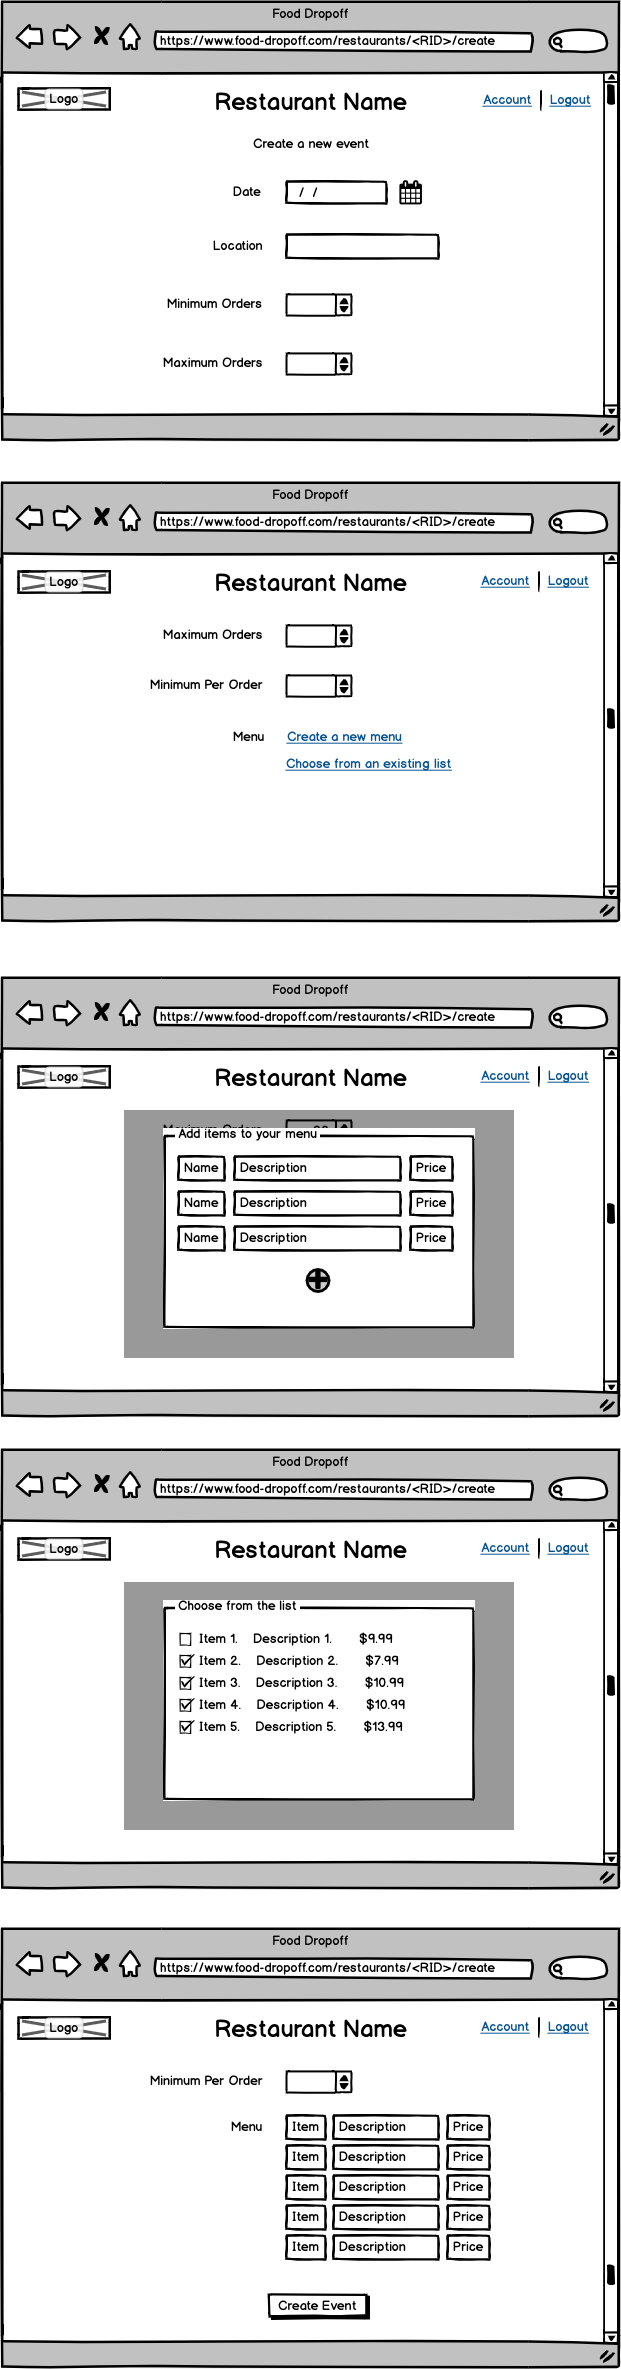 Food Dropoff
https://www.food-dropoff.com/restaurants/<RID>/create
Logo Restaurant Name Account Logout
Create a new event
Date / /
Location
Minimum Orders
Maximum Orders
Food Dropoff
https://www.food-dropoff.com/restaurants/<RID>/create
Logo Restaurant Name Account Logout
Maximum Orders
Minimum Per Order
Menu Create a new menu
Choose from an existing list
Food Dropoff
https://www.food-dropoff.com/restaurants/<RID>/create
Logo Restaurant Name Account Logout
Maximum Orders
Add items to your menu
Name Description Price
Name Description Price
Name Description Price
Food Dropoff
https://www.food-dropoff.com/restaurants/<RID>/create
Logo Restaurant Name Account Logout
Choose from the list
Item 1. Description 1. $9.99
Item 2. Description 2. $7.99
Item 3. Description 3. $10.99
Item 4. Description 4. $10.99
Item 5. Description 5. $13.99
Food Dropoff
https://www.food-dropoff.com/restaurants/<RID>/create
Logo Restaurant Name Account Logout
Minimum Per Order
Menu Item Description Price
Item Description Price
Item Description Price
Item Description Price
Item Description Price
Create Event